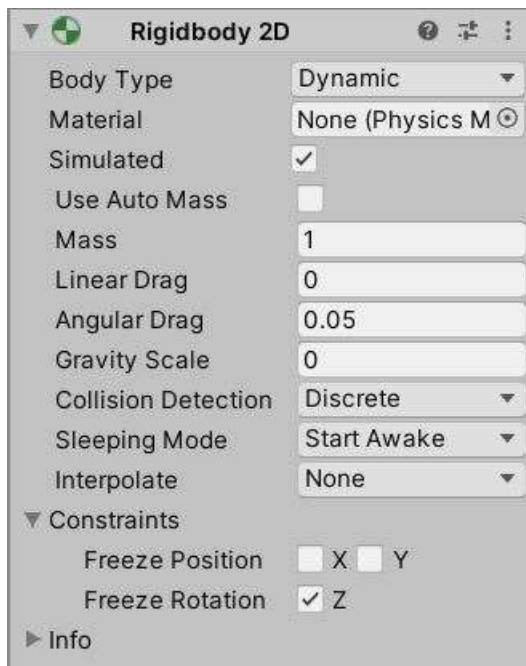 Rigidbody 2D
Body Type Dynamic
Material None (Physics M
Simulated
Use Auto Mass
Mass 1
Linear Drag 0
Angular Drag 0.05
Gravity Scale 0
Collision Detection Discrete
Sleeping Mode Start Awake
Interpolate None
Constraints
Freeze Position X Y
Freeze Rotation Z
Info